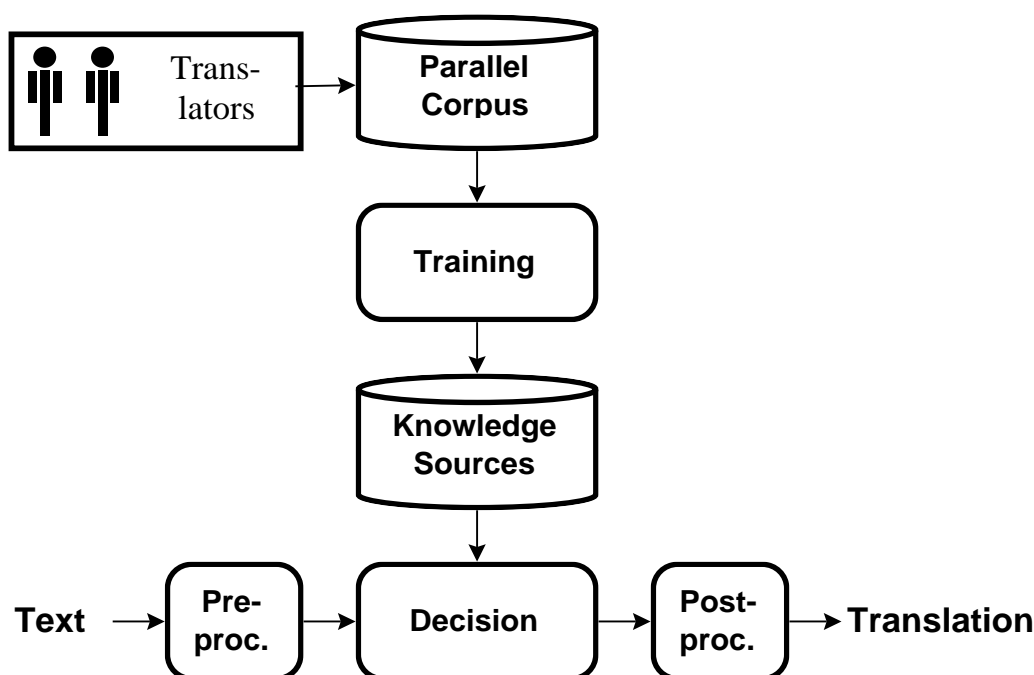 Trans-
lators
Parallel
Corpus
Training
Knowledge
Sources
Text
Pre-
proc.
Decision
Post-
proc.
Translation